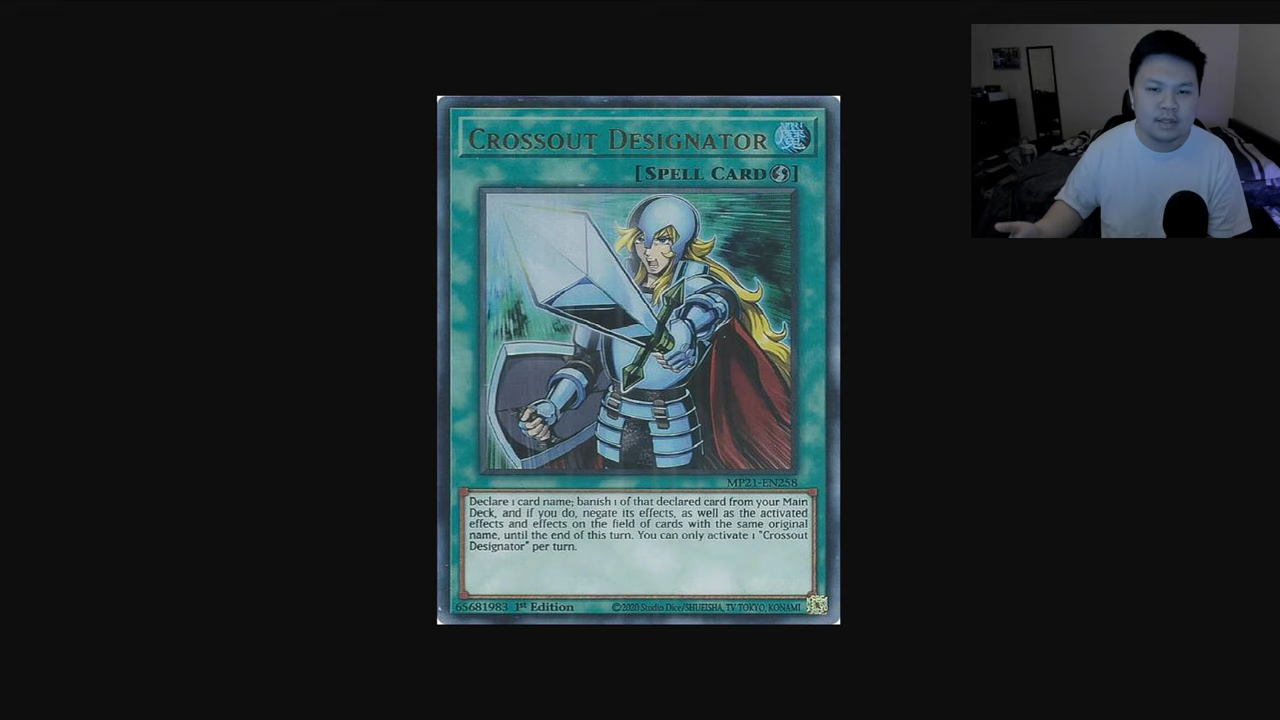 CROSSOUT DESIGNATOR
魔
[SPELL CARD]
MP21-EN258
Declare 1 card name; banish 1 of that declared card from your Main
Deck, and if you do, negate its effects, as well as the activated
effects and effects on the field of cards with the same original
name, until the end of this turn. You can only activate 1 "Crossout
Designator" per turn.
65681983 1st Edition
©2020 Studio Dice/SHUEISHA, TV TOKYO, KONAMI